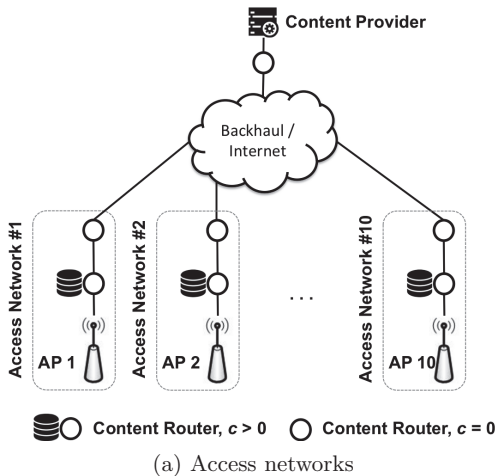 Content Provider
Backhaul /
Internet
Access Network #1
AP 1
Access Network #2
AP 2
. . .
Access Network #10
AP 10
Content Router, c > 0
Content Router, c = 0
(a) Access networks